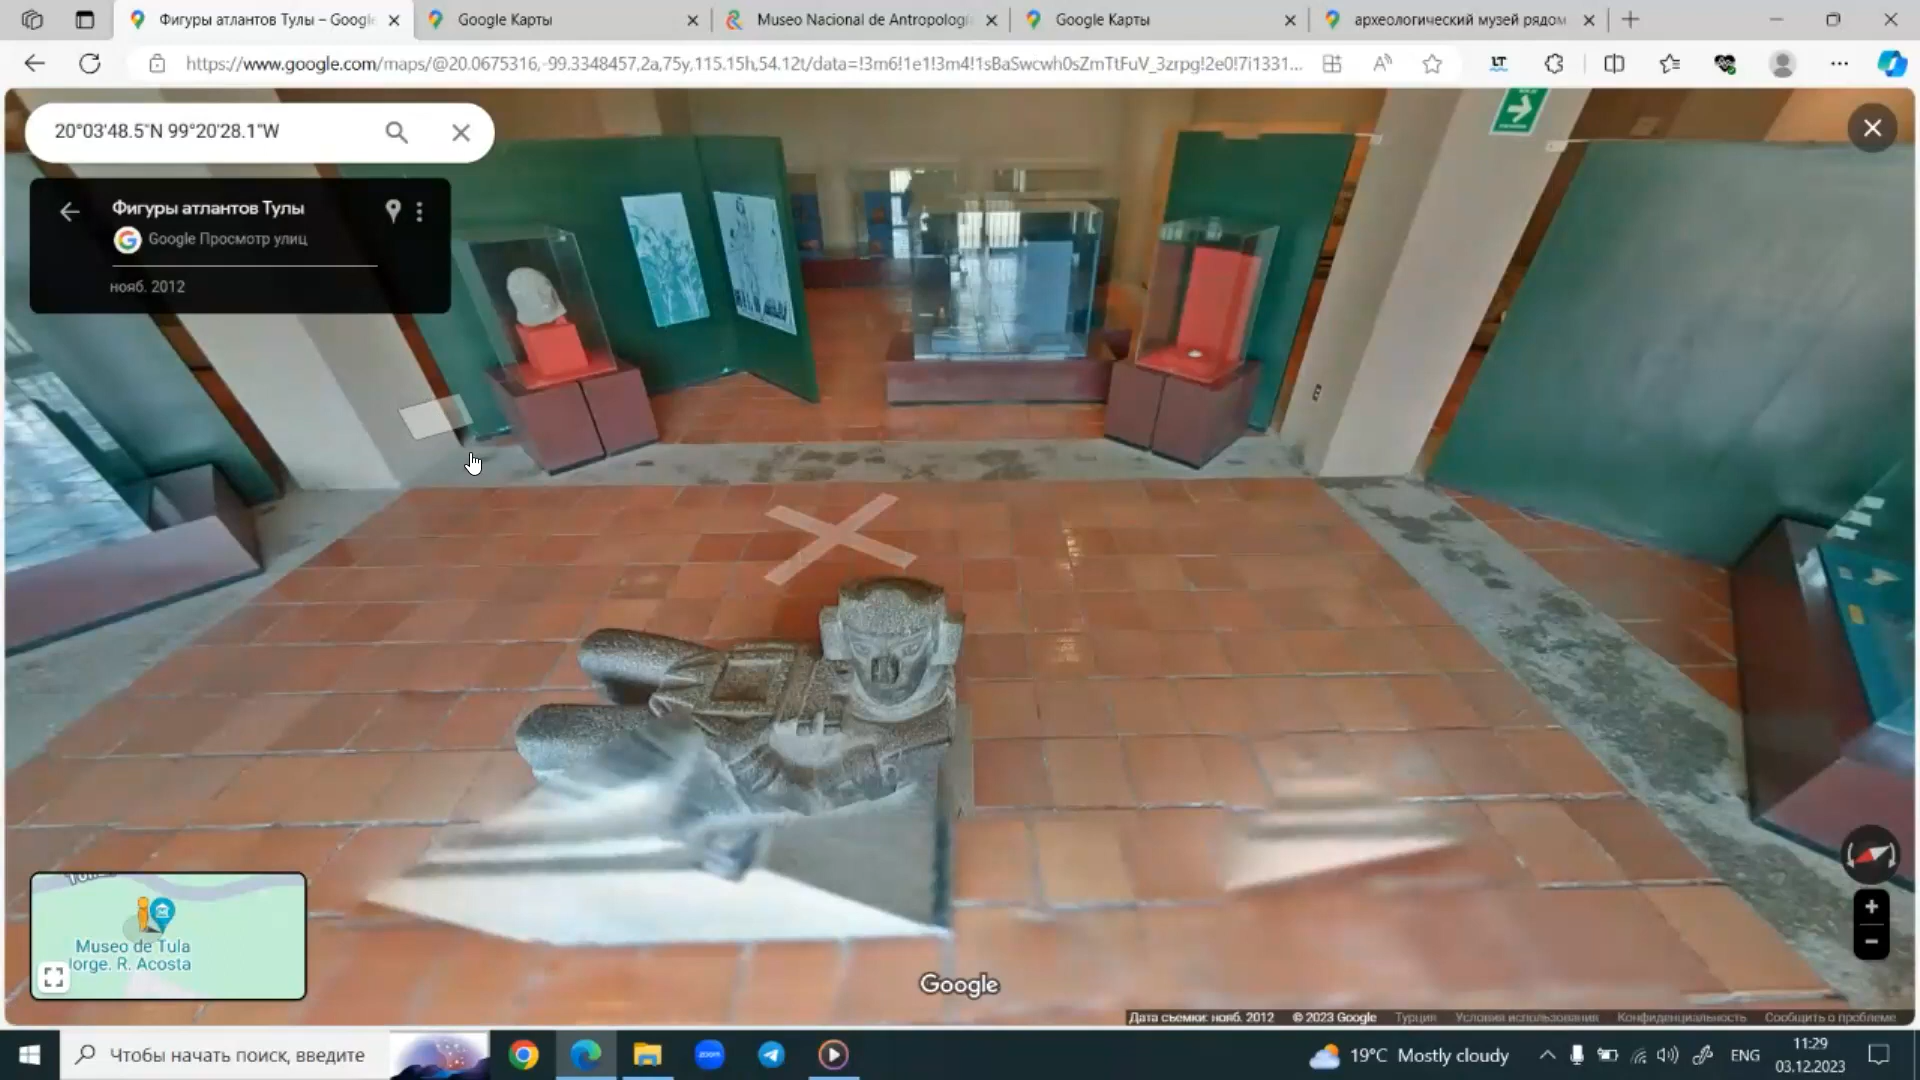 Фигуры атлантов Тулы – Google
Google Карты
Museo Nacional de Antropologí
Google Карты
археологический музей рядом
https://www.google.com/maps/@20.0675316,-99.3348457,2a,75y,115.15h,54.12t/data=!3m6!1e1!3m4!1sBaSwcwh0sZmTtFuV_3zrpg!2e0!7i1331...
LT
20°03'48.5"N 99°20'28.1"W
Фигуры атлантов Тулы
Google Просмотр улиц
нояб. 2012
Museo de Tula
Jorge. R. Acosta
Google
Дата съемки: нояб. 2012 © 2023 Google Турция Условия использования Конфиденциальность Сообщить о проблеме
Чтобы начать поиск, введите
zoom
19°C Mostly cloudy
ENG
11:29
03.12.2023